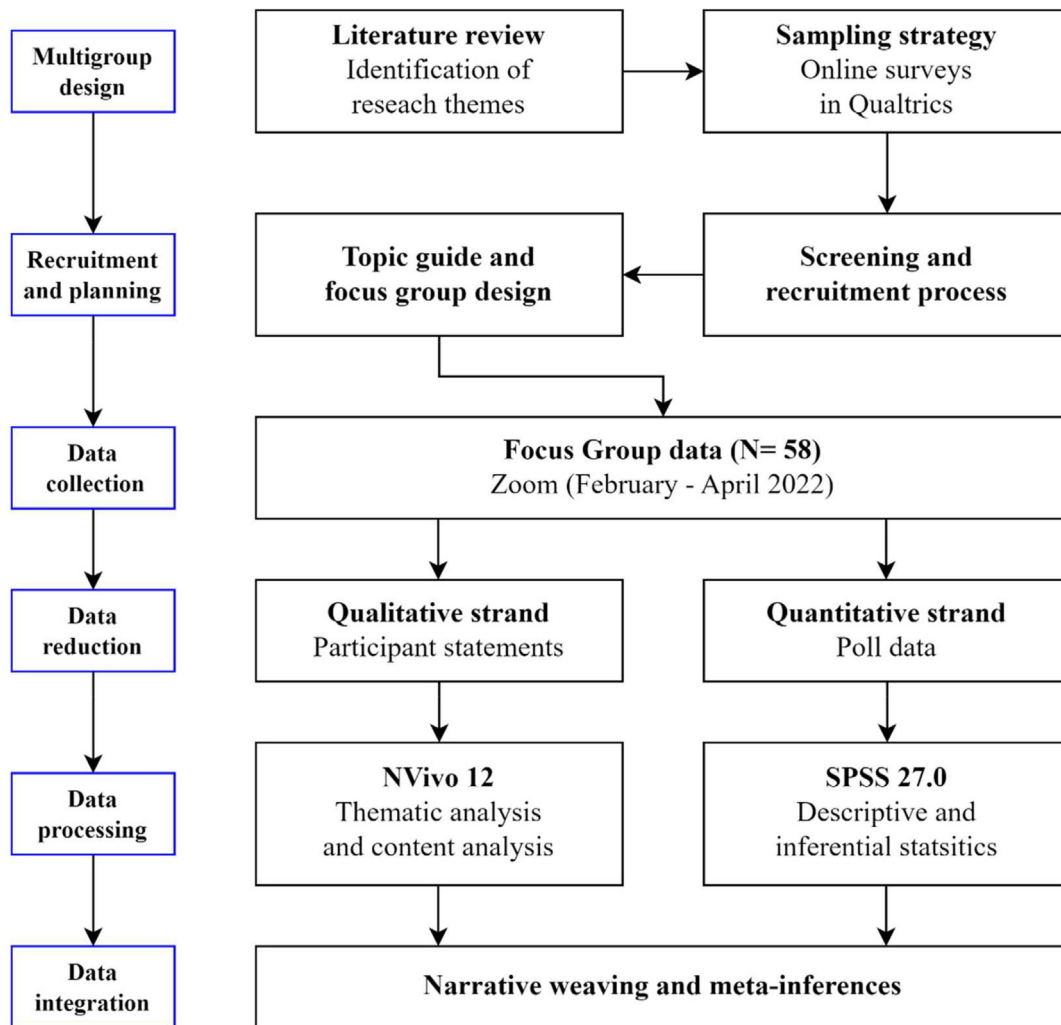 Multigroup
design
Literature review
Identification of
reseach themes
Sampling strategy
Online surveys
in Qualtrics
Recruitment
and planning
Topic guide and
focus group design
Screening and
recruitment process
Data
collection
Focus Group data (N= 58)
Zoom (February - April 2022)
Data
reduction
Qualitative strand
Participant statements
Quantitative strand
Poll data
Data
processing
NVivo 12
Thematic analysis
and content analysis
SPSS 27.0
Descriptive and
inferential statsitics
Data
integration
Narrative weaving and meta-inferences